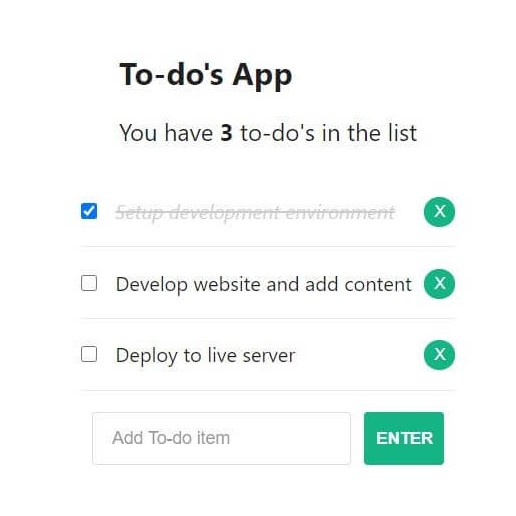 To-do's App
You have 3 to-do's in the list
Setup development environment X
Develop website and add content X
Deploy to live server X
Add To-do item ENTER